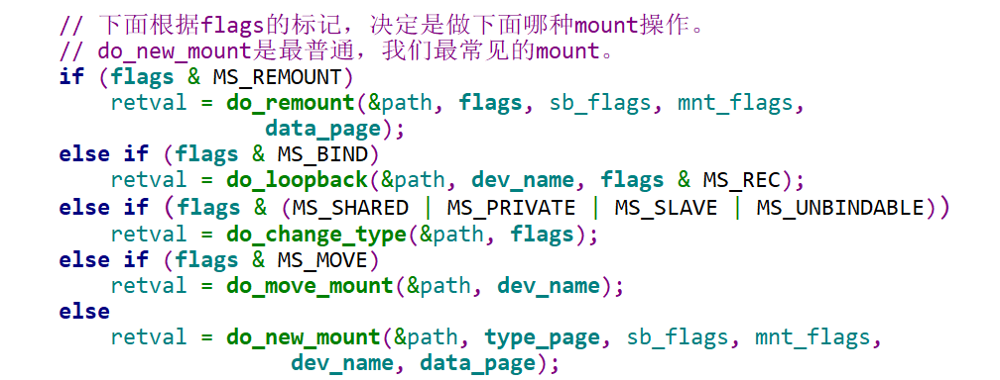 // 下面根据flags的标记，决定是做下面哪种mount操作。
// do_new_mount是最普通，我们最常见的mount。
if (flags & MS_REMOUNT)
    retval = do_remount(&path, flags, sb_flags, mnt_flags,
                data_page);
else if (flags & MS_BIND)
    retval = do_loopback(&path, dev_name, flags & MS_REC);
else if (flags & (MS_SHARED | MS_PRIVATE | MS_SLAVE | MS_UNBINDABLE))
    retval = do_change_type(&path, flags);
else if (flags & MS_MOVE)
    retval = do_move_mount(&path, dev_name);
else
    retval = do_new_mount(&path, type_page, sb_flags, mnt_flags,
                  dev_name, data_page);